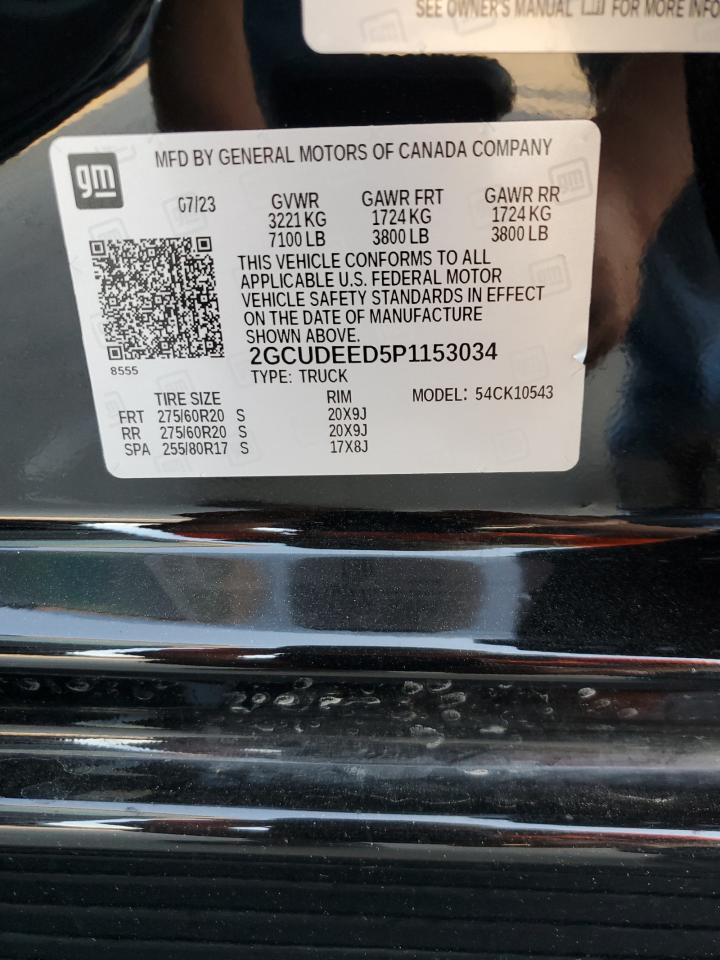 SEE OWNER'S MANUAL FOR MORE INFO
gm
MFD BY GENERAL MOTORS OF CANADA COMPANY
07/23 GVWR GAWR FRT GAWR RR
3221 KG 1724 KG 1724 KG
7100 LB 3800 LB 3800 LB
THIS VEHICLE CONFORMS TO ALL
APPLICABLE U.S. FEDERAL MOTOR
VEHICLE SAFETY STANDARDS IN EFFECT
ON THE DATE OF MANUFACTURE
SHOWN ABOVE.
2GCUDEED5P1153034
8555
TYPE: TRUCK
TIRE SIZE RIM MODEL: 54CK10543
FRT 275/60R20 S 20X9J
RR 275/60R20 S 20X9J
SPA 255/80R17 S 17X8J